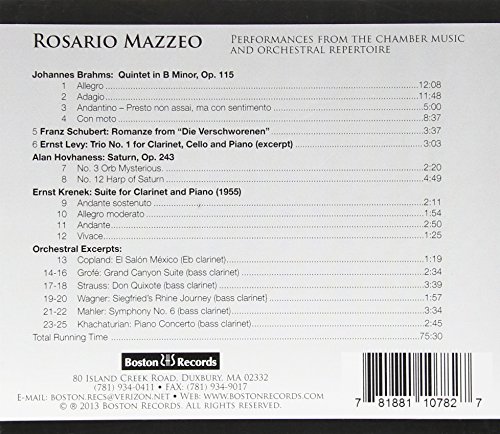 ROSARIO MAZZEO
PERFORMANCES FROM THE CHAMBER MUSIC
AND ORCHESTRAL REPERTOIRE
Johannes Brahms: Quintet in B Minor, Op. 115
1 Allegro 12:08
2 Adagio 11:48
3 Andantino – Presto non assai, ma con sentimento 5:00
4 Con moto 8:37
5 Franz Schubert: Romanze from "Die Verschworenen" 3:37
6 Ernst Levy: Trio No. 1 for Clarinet, Cello and Piano (excerpt) 3:03
Alan Hovhaness: Saturn, Op. 243
7 No. 3 Orb Mysterious. 2:20
8 No. 12 Harp of Saturn 4:49
Ernst Krenek: Suite for Clarinet and Piano (1955)
9 Andante sostenuto 2:11
10 Allegro moderato 1:54
11 Andante 2:50
12 Vivace 1:25
Orchestral Excerpts:
13 Copland: El Salón México (Eb clarinet) 1:19
14-16 Grofé: Grand Canyon Suite (bass clarinet) 2:34
17-18 Strauss: Don Quixote (bass clarinet) 3:39
19-20 Wagner: Siegfried's Rhine Journey (bass clarinet) 1:57
21-22 Mahler: Symphony No. 6 (bass clarinet) 1:34
23-25 Khachaturian: Piano Concerto (bass clarinet) 2:45
Total Running Time 75:30
Boston Records
80 ISLAND CREEK ROAD, DUXBURY, MA 02332
(781) 934-0411 • FAX: (781) 934-9017
E-MAIL: BOSTON.RECS@VERIZON.NET • WEB: WWW.BOSTONRECORDS.COM
© ℗ 2013 BOSTON RECORDS. ALL RIGHTS RESERVED.
7 81881 10782 7